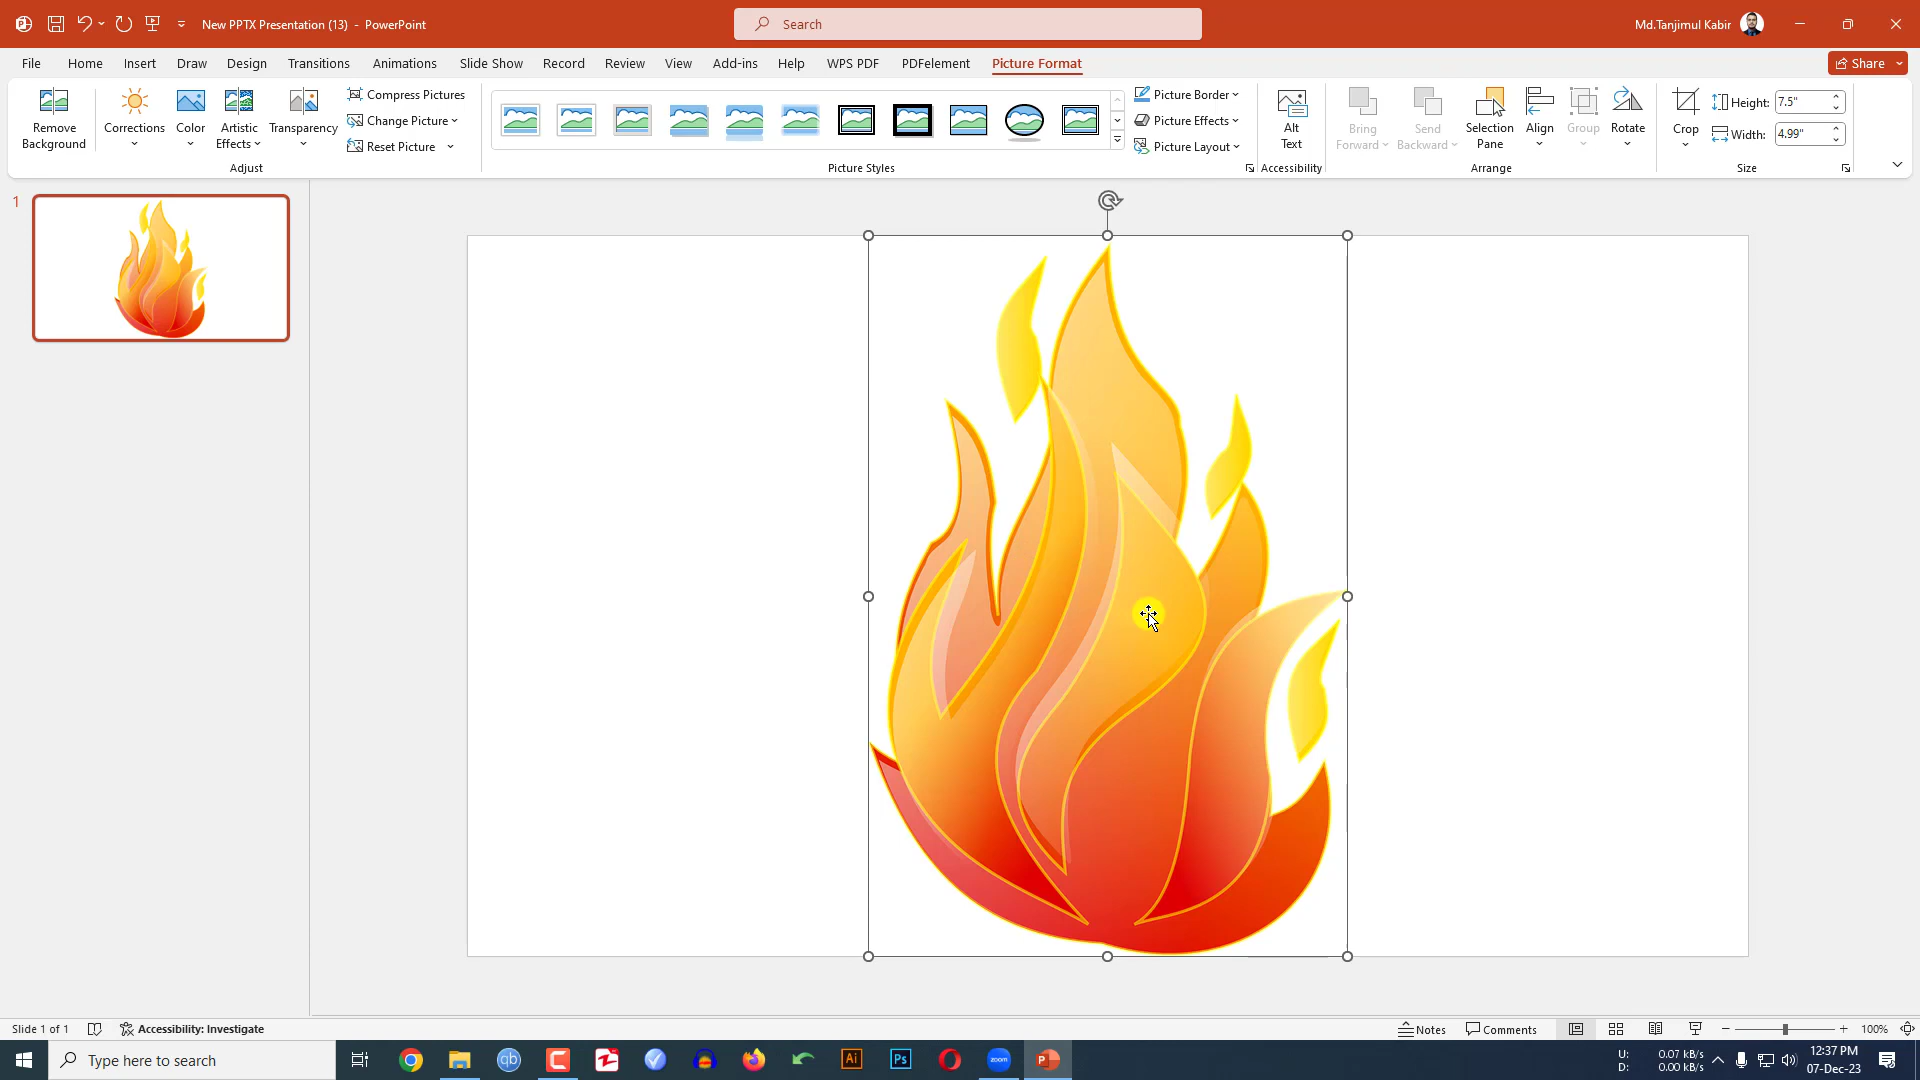 New PPTX Presentation (13) - PowerPoint
Search
Md.Tanjimul Kabir
File Home Insert Draw Design Transitions Animations Slide Show Record Review View Add-ins Help WPS PDF PDFelement Picture Format
Share
Remove Background
Corrections
Color
Artistic Effects
Transparency
Compress Pictures
Change Picture
Reset Picture
Adjust
Picture Styles
Picture Border
Picture Effects
Picture Layout
Alt Text
Accessibility
Bring Forward
Send Backward
Selection Pane
Align
Group
Rotate
Arrange
Crop
Height: 7.5"
Width: 4.99"
Size
1
Slide 1 of 1
Accessibility: Investigate
Notes
Comments
100%
Type here to search
qb
Ai
Ps
zoom
U: 0.07 kB/s
D: 0.00 kB/s
12:37 PM
07-Dec-23